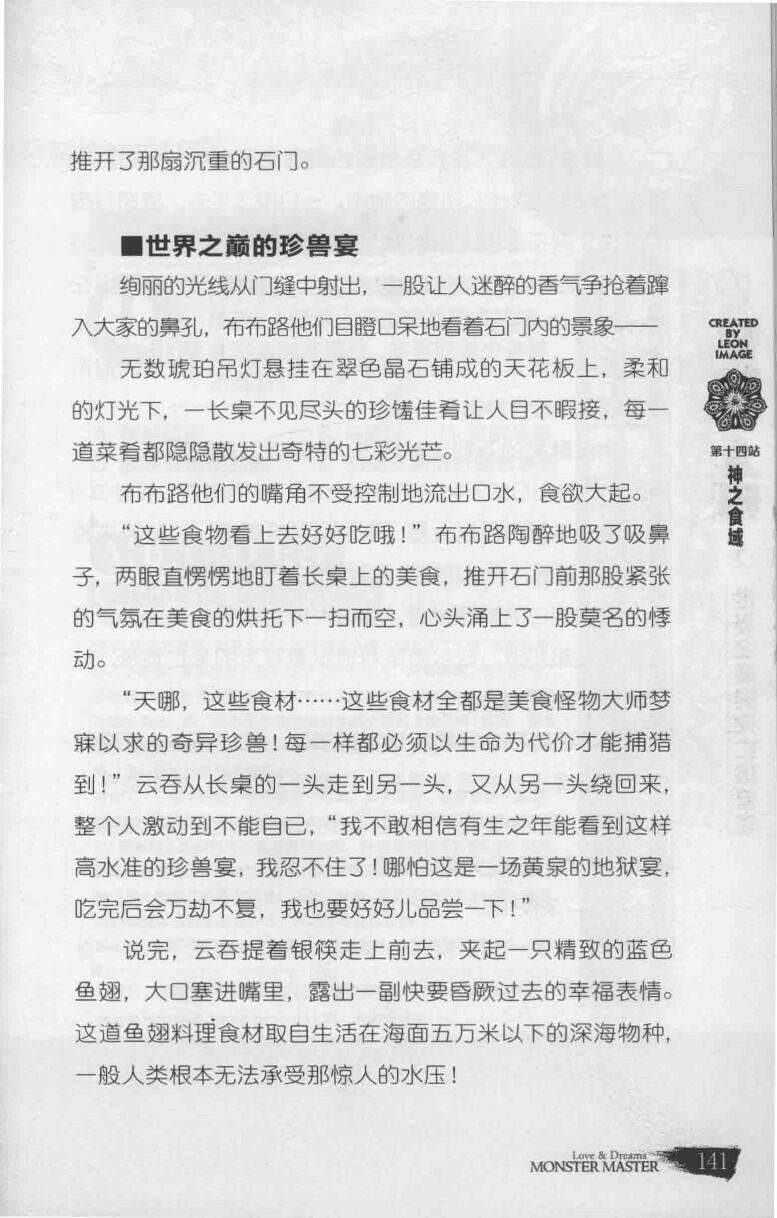 推开了那扇沉重的石门。
■世界之巅的珍兽宴
绚丽的光线从门缝中射出，一股让人迷醉的香气争抢着蹿
入大家的鼻孔，布布路他们目瞪口呆地看着石门内的景象——
无数琥珀吊灯悬挂在翠色晶石铺成的天花板上，柔和
的灯光下，一长桌不见尽头的珍馐佳肴让人目不暇接，每一
道菜肴都隐隐散发出奇特的七彩光芒。
布布路他们的嘴角不受控制地流出口水，食欲大起。
“这些食物看上去好好吃哦！”布布路陶醉地吸了吸鼻
子，两眼直愣愣地盯着长桌上的美食，推开石门前那股紧张
的气氛在美食的烘托下一扫而空，心头涌上了一股莫名的悸
动。
“天哪，这些食材……这些食材全都是美食怪物大师梦
寐以求的奇异珍兽！每一样都必须以生命为代价才能捕猎
到！”云吞从长桌的一头走到另一头，又从另一头绕回来，
整个人激动到不能自已，“我不敢相信有生之年能看到这样
高水准的珍兽宴，我忍不住了！哪怕这是一场黄泉的地狱宴，
吃完后会万劫不复，我也要好好儿品尝一下！”
说完，云吞提着银筷走上前去，夹起一只精致的蓝色
鱼翅，大口塞进嘴里，露出一副快要昏厥过去的幸福表情。
这道鱼翅料理食材取自生活在海面五万米以下的深海物种，
一般人类根本无法承受那惊人的水压！
CREATED
BY
LEON
IMAGE
第十四站
神之食域
Love & Dreams
MONSTER MASTER
141